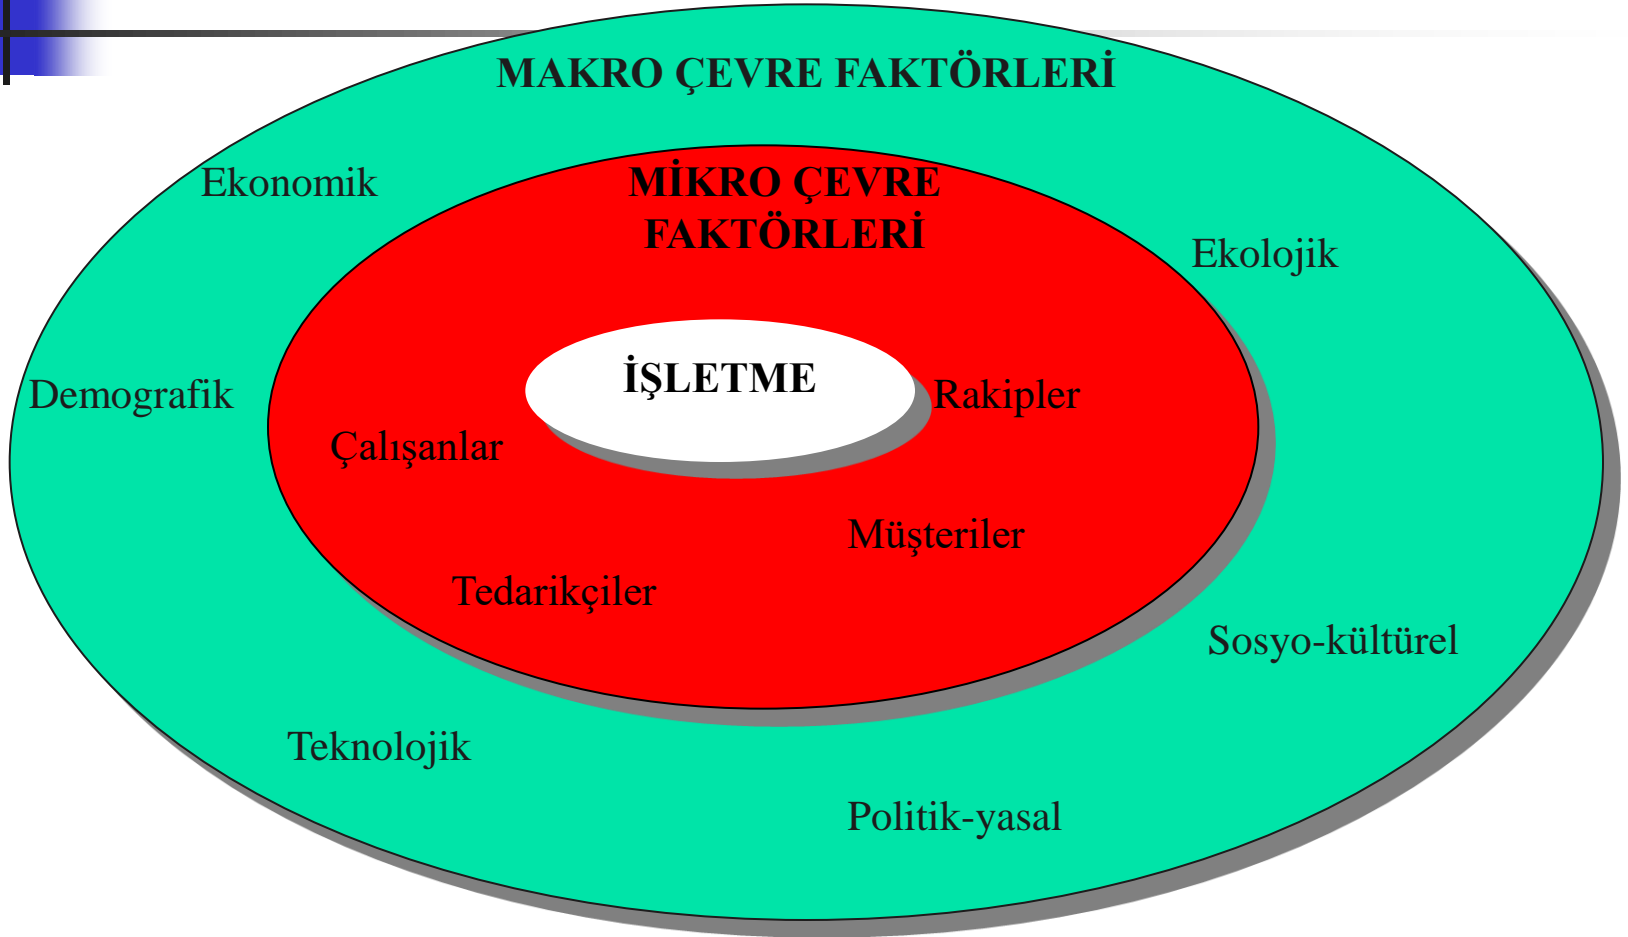 MAKRO ÇEVRE FAKTÖRLERİ
Ekonomik
MİKRO ÇEVRE
FAKTÖRLERİ
Ekolojik
İŞLETME
Demografik
Rakipler
Çalışanlar
Müşteriler
Tedarikçiler
Sosyo-kültürel
Teknolojik
Politik-yasal